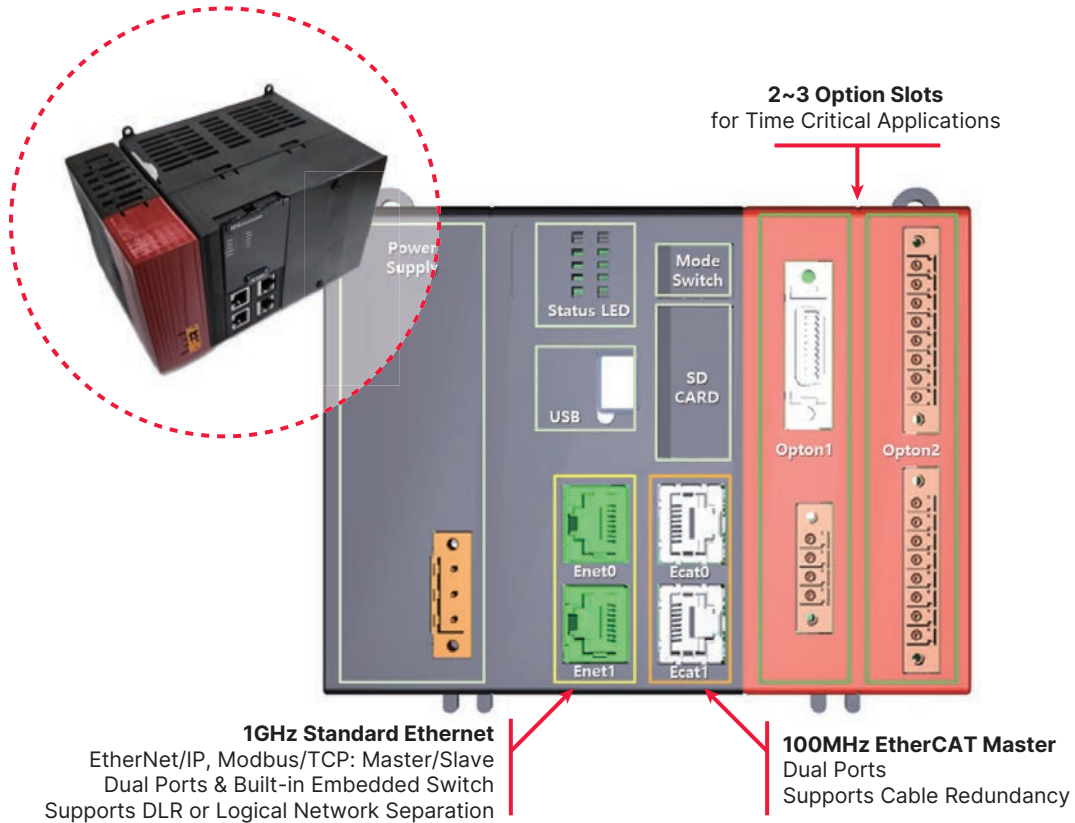 2~3 Option Slots
for Time Critical Applications
Power
Supply
Status LED
Mode
Switch
USB
SD
CARD
Opton1
Opton2
Enet0
Ecat0
Enet1
Ecat1
1GHz Standard Ethernet
EtherNet/IP, Modbus/TCP: Master/Slave
Dual Ports & Built-in Embedded Switch
Supports DLR or Logical Network Separation
100MHz EtherCAT Master
Dual Ports
Supports Cable Redundancy